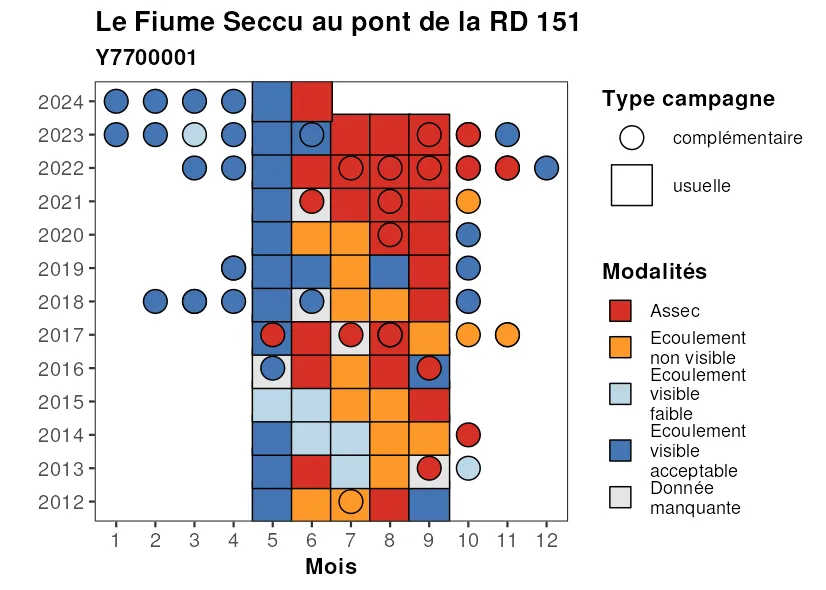 Le Fiume Seccu au pont de la RD 151
Y7700001
2024
2023
2022
2021
2020
2019
2018
2017
2016
2015
2014
2013
2012
1 2 3 4 5 6 7 8 9 10 11 12
Mois
Type campagne
complémentaire
usuelle
Modalités
Assec
Ecoulement
non visible
Ecoulement
visible
faible
Ecoulement
visible
acceptable
Donnée
manquante